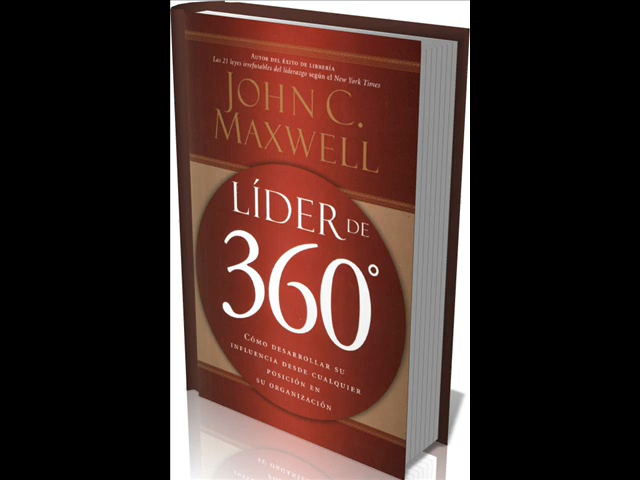 AUTOR DEL ÉXITO DE LIBRERÍA
Las 21 leyes irrefutables del liderazgo según el New York Times
JOHN C.
MAXWELL
LÍDER DE
360°
CÓMO DESARROLLAR SU
INFLUENCIA DESDE CUALQUIER
POSICIÓN EN
SU ORGANIZACIÓN